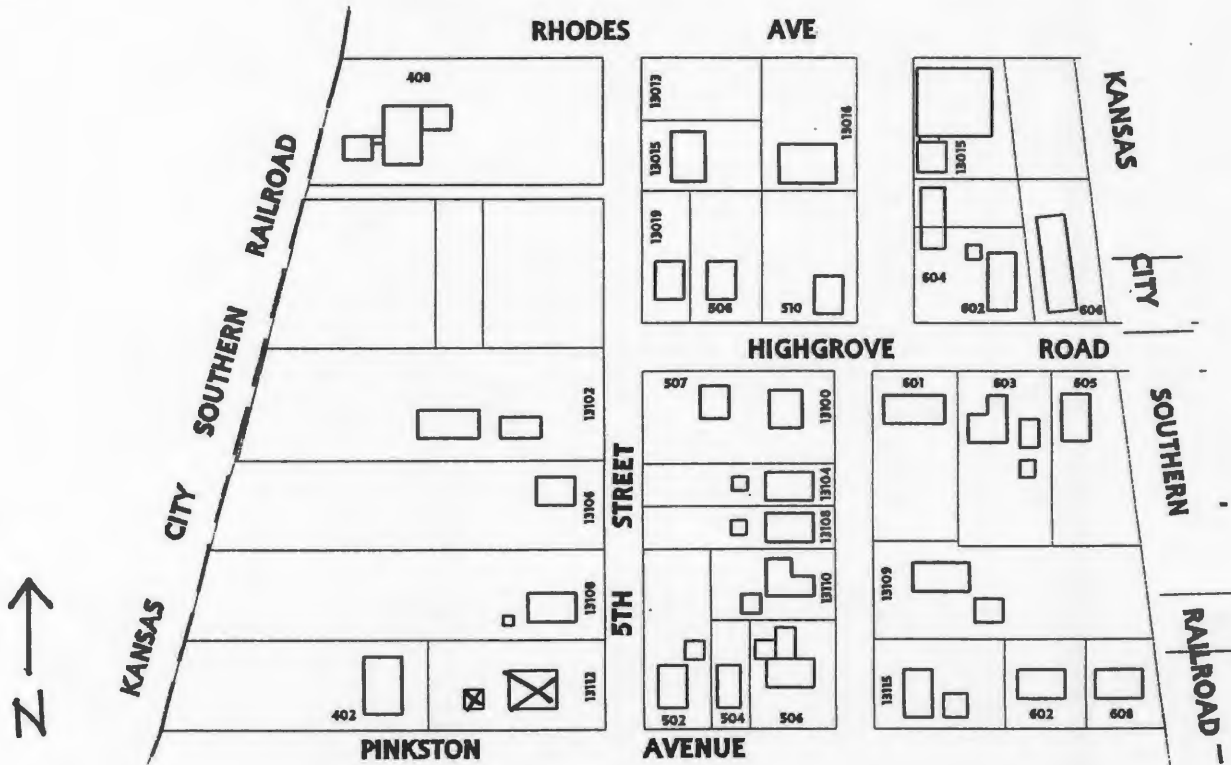 RHODES AVE
408
13013
13015
13016
13015
KANSAS
RAILROAD
13019
506
510
604
602
606
CITY
HIGHGROVE ROAD
SOUTHERN
13102
507
13100
601
603
605
SOUTHERN
5TH STREET
13104
13106
13108
CITY
13108
13110
13109
KANSAS
402
13112
502
504
506
13115
602
608
RAILROAD
PINKSTON AVENUE
Z